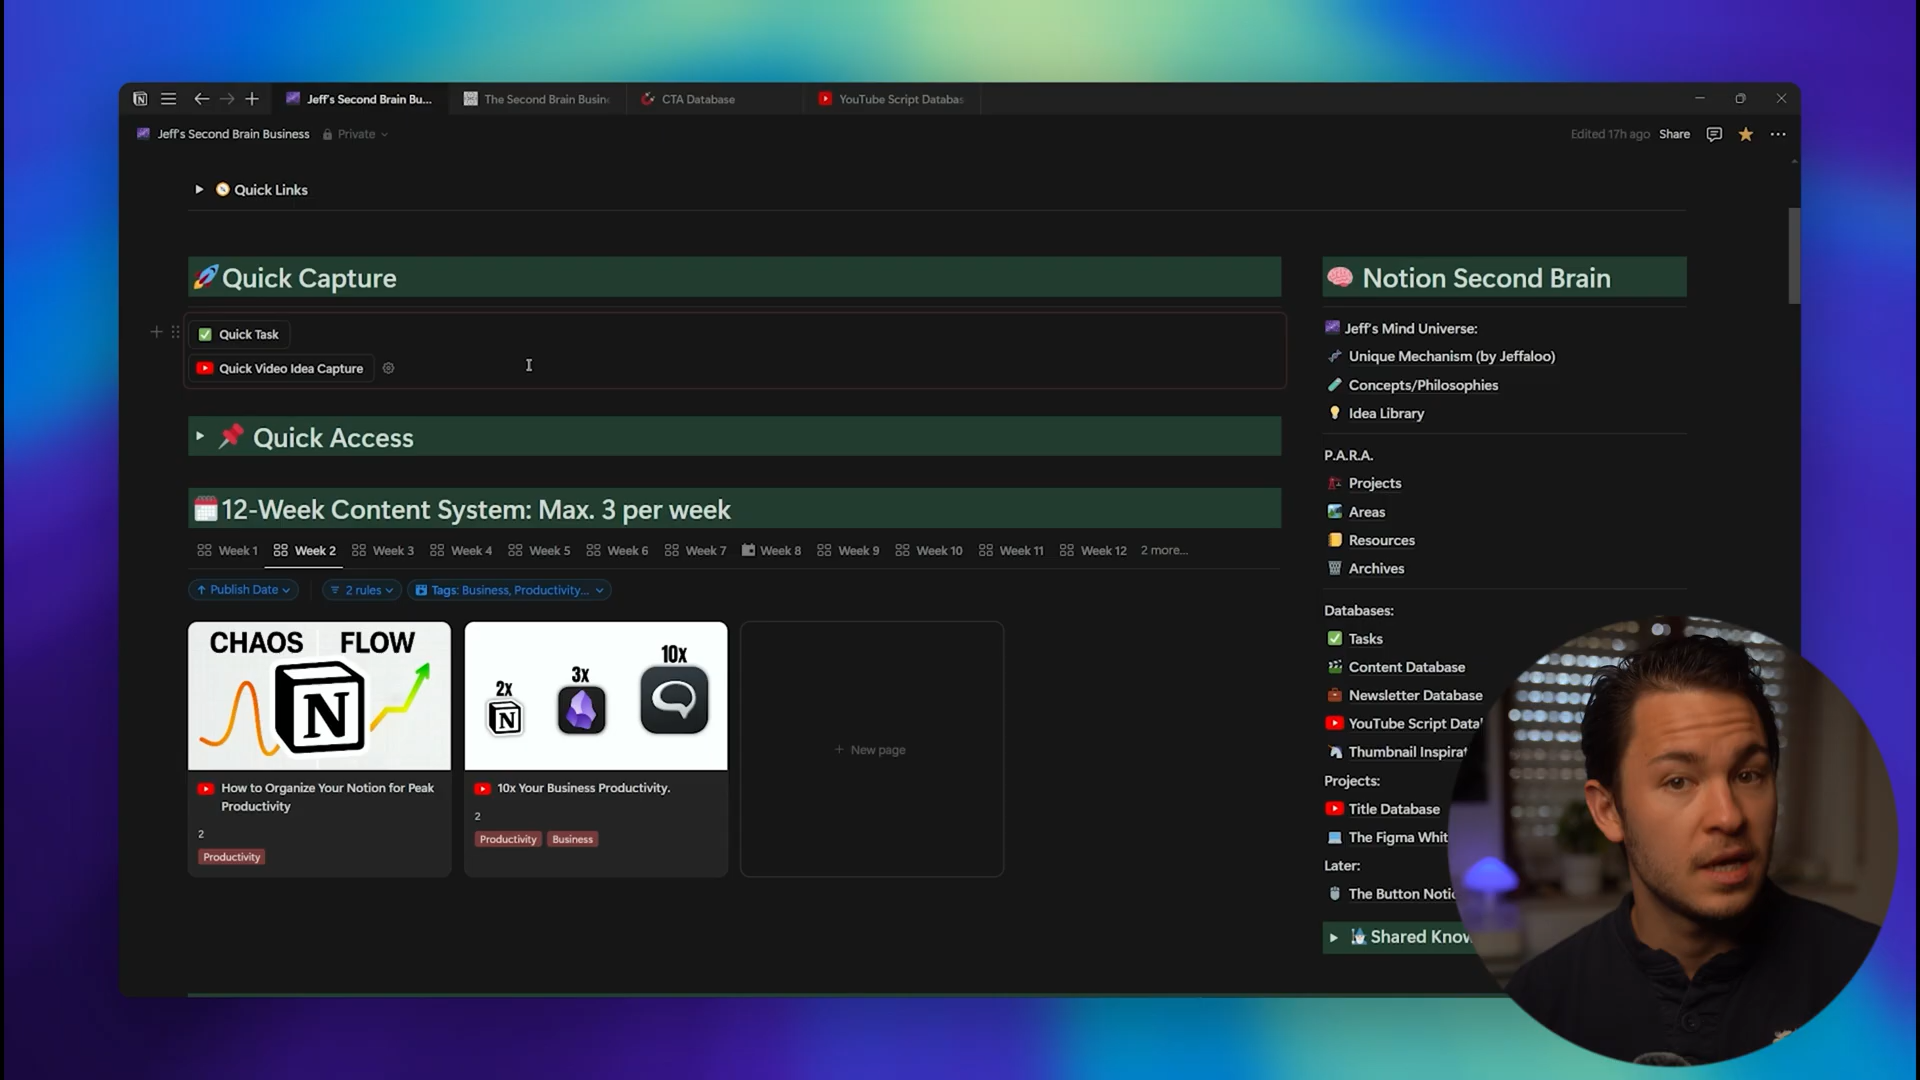 Jeff's Second Brain Bu...
The Second Brain Busin
CTA Database
YouTube Script Databas
Jeff's Second Brain Business
Private
Edited 17h ago
Share
Quick Links
Quick Capture
Quick Task
Quick Video Idea Capture
Quick Access
12-Week Content System: Max. 3 per week
Week 1
Week 2
Week 3
Week 4
Week 5
Week 6
Week 7
Week 8
Week 9
Week 10
Week 11
Week 12
2 more...
Publish Date
2 rules
Tags: Business, Productivity...
CHAOS FLOW
N
How to Organize Your Notion for Peak
Productivity
2
Productivity
2x
3x
10x
N
10x Your Business Productivity.
2
Productivity
Business
+ New page
Notion Second Brain
Jeff's Mind Universe:
Unique Mechanism (by Jeffaloo)
Concepts/Philosophies
Idea Library
P.A.R.A.
Projects
Areas
Resources
Archives
Databases:
Tasks
Content Database
Newsletter Database
YouTube Script Data
Thumbnail Inspirat
Projects:
Title Database
The Figma Whit
Later:
The Button Notio
Shared Know